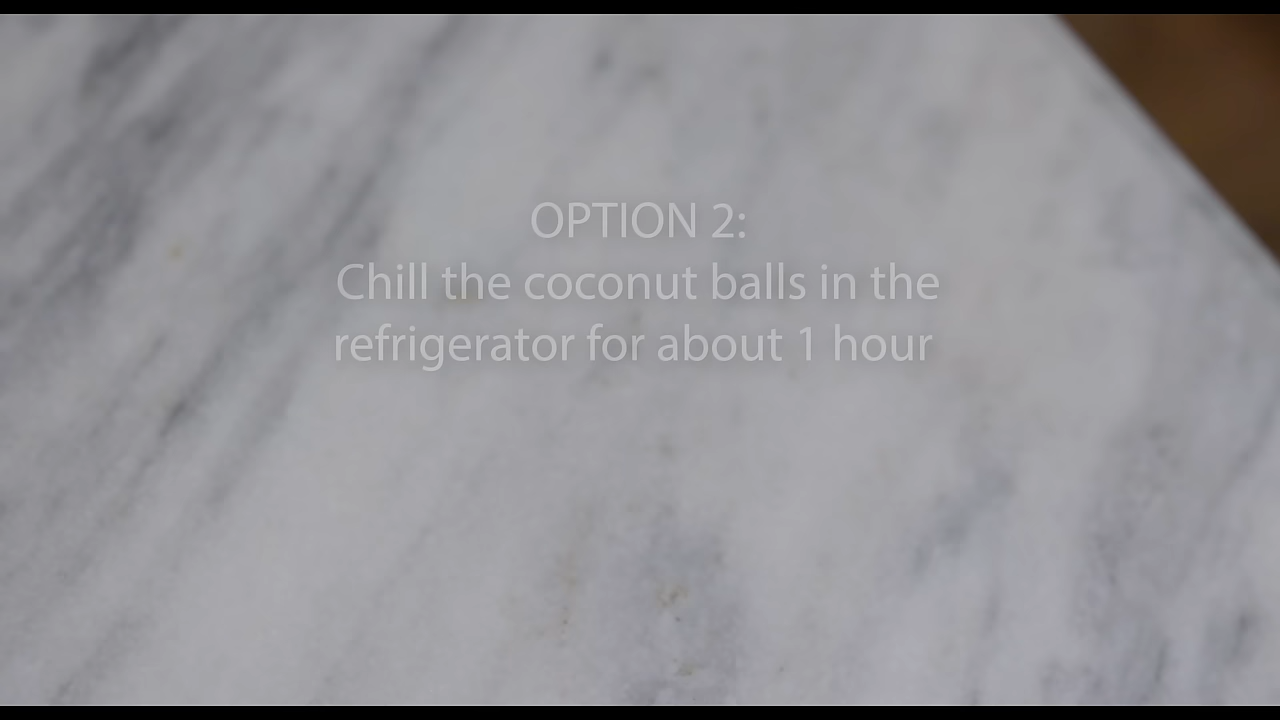 OPTION 2:
Chill the coconut balls in the
refrigerator for about 1 hour